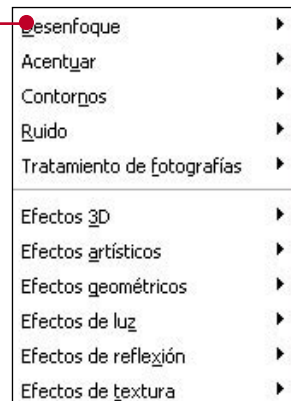 Desenfoque
Acentuar
Contornos
Ruido
Tratamiento de fotografías
Efectos 3D
Efectos artísticos
Efectos geométricos
Efectos de luz
Efectos de reflexión
Efectos de textura